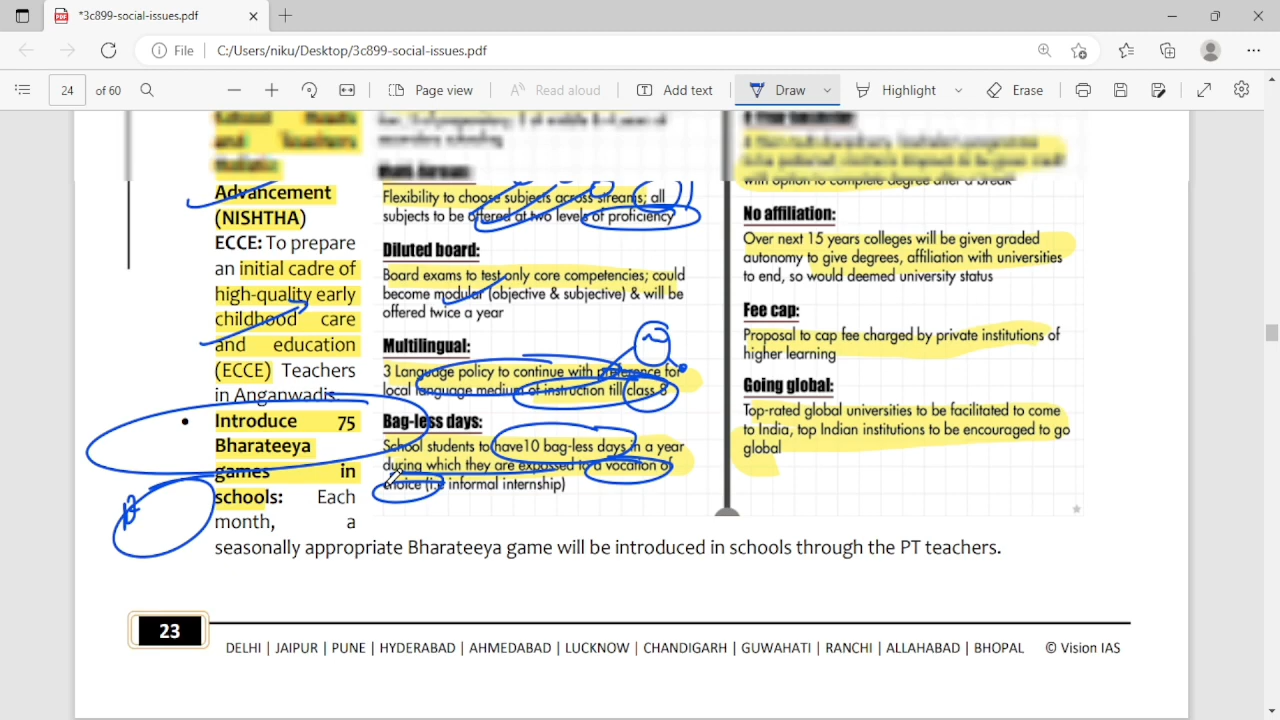 *3c899-social-issues.pdf
File
C:/Users/niku/Desktop/3c899-social-issues.pdf
24 of 60
Page view
Read aloud
Add text
Draw
Highlight
Erase
and Teachers
Advancement
(NISHTHA)
ECCE: To prepare
an initial cadre of
high-quality early
childhood care
and education
(ECCE) Teachers
in Anganwadis.
• Introduce 75
Bharateeya
games in
schools: Each
month, a
seasonally appropriate Bharateeya game will be introduced in schools through the PT teachers.
secondary schooling
Flexibility to choose subjects across streams; all
subjects to be offered at two levels of proficiency
Diluted board:
Board exams to test only core competencies; could
become modular (objective & subjective) & will be
offered twice a year
Multilingual:
3 Language policy to continue with preference for
local language medium of instruction till class 8
Bag-less days:
School students to have10 bag-less days in a year
during which they are exposed to a vocation of
choice (i.e informal internship)
with option to complete degree after a break
No affiliation:
Over next 15 years colleges will be given graded
autonomy to give degrees, affiliation with universities
to end, so would deemed university status
Fee cap:
Proposal to cap fee charged by private institutions of
higher learning
Going global:
Top-rated global universities to be facilitated to come
to India, top Indian institutions to be encouraged to go
global
23
DELHI | JAIPUR | PUNE | HYDERABAD | AHMEDABAD | LUCKNOW | CHANDIGARH | GUWAHATI | RANCHI | ALLAHABAD | BHOPAL © Vision IAS